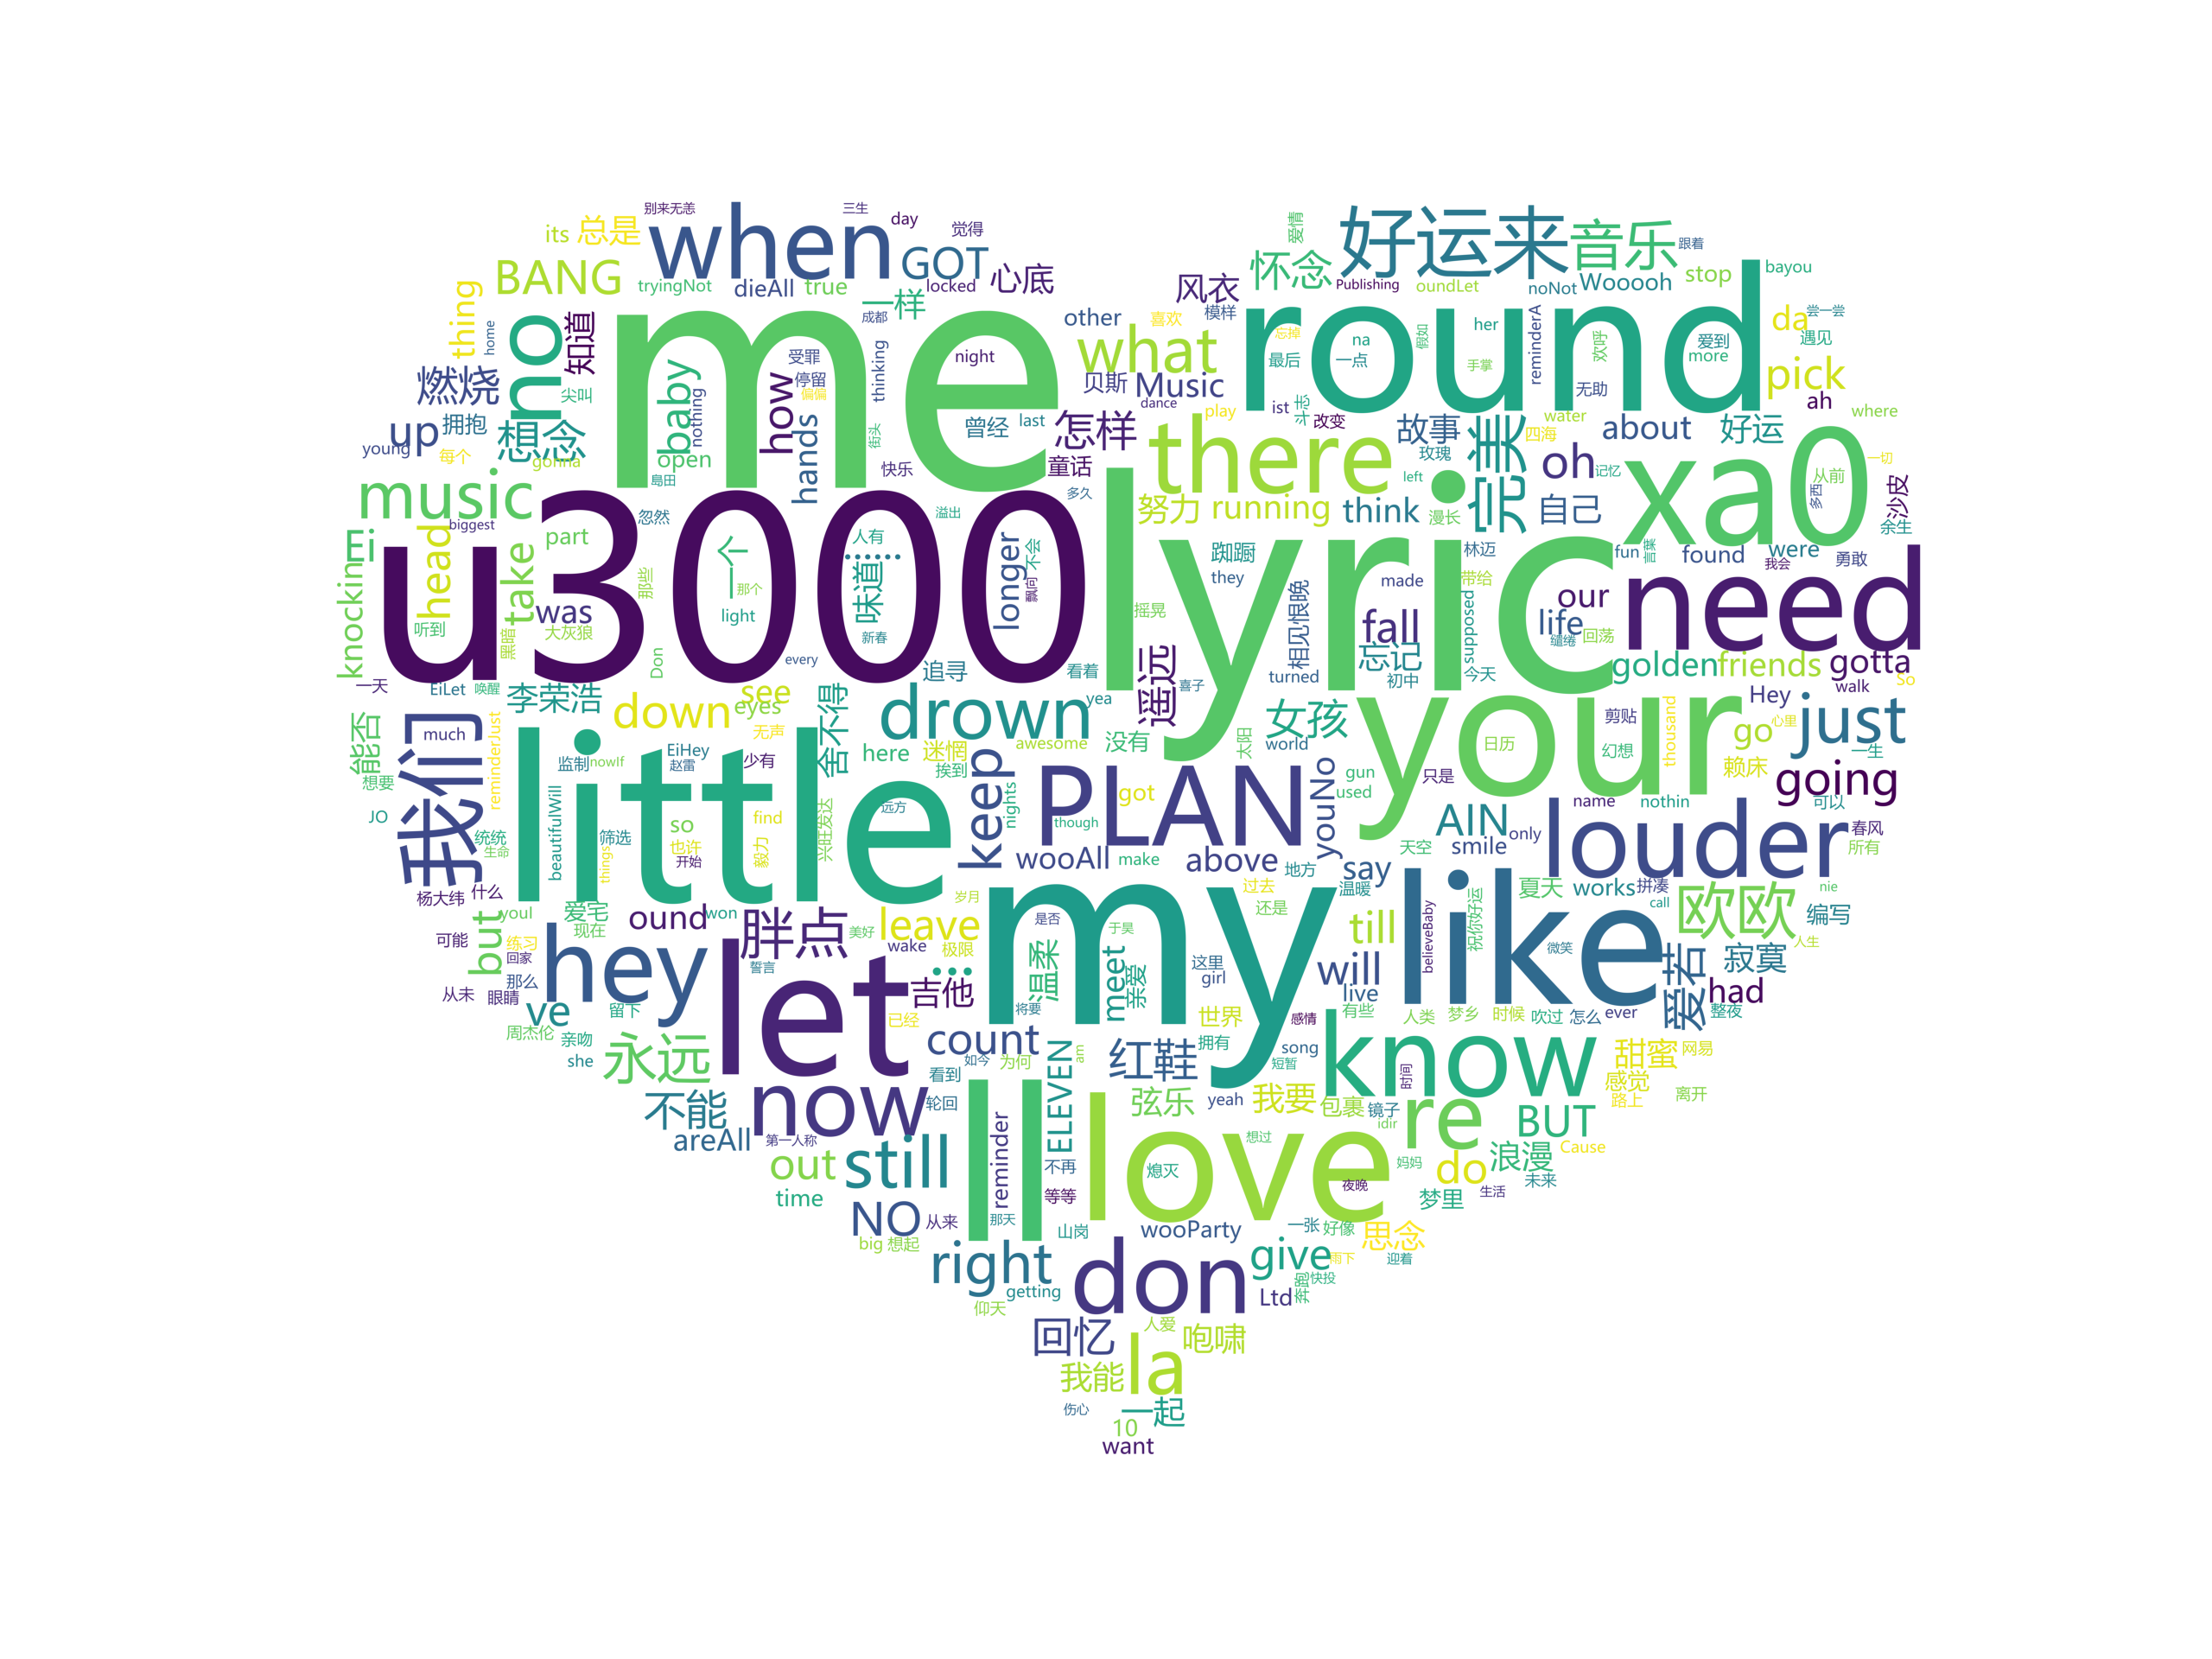 别来无恙
三生
day
觉得
its
总是
when
GOT
心底
BANG
tryingNot
dieAll
true
locked
一样
风衣
怀念
爱情
好运来
音乐
跟着
Publishing
oundLet
noNot
Wooooh
stop
bayou
thing
home
no
知道
me
成都
other
喜欢
模样
忘掉
假如
her
reminderA
round
da
尝一尝
遇见
燃烧
尖叫
baby
nothing
受罪
停留
偏偏
how
thinking
night
what
最后
na
一点
手掌
欢呼
无助
爱到
more
pick
ah
贝斯
Music
dance
play
ist
斗志
改变
water
where
up
拥抱
想念
young
每个
gonna
open
島田
hands
街头
快乐
曾经
last
怎样
童话
there
故事
玫瑰
四海
完美
about
好运
oh
记忆
xa0
从前
多西
一切
沙皮
余生
music
biggest
忽然
u3000
一个
那个
人有
……
味道
溢出
longer
飘向
不会
多久
lyric
努力
running
think
漫长
left
自己
knockin
Ei
head
take
part
was
那些
light
新春
踟蹰
they
林迈
made
带给
fun
言葉
found
were
我会
勇敢
need
听到
黑暗
大灰狼
Don
every
摇晃
相见恨晚
fall
our
life
缱绻
回荡
supposed
一天
EiLet
唤醒
李荣浩
追寻
看着
遥远
喜子
turned
忘记
初中
今天
golden
friends
gotta
walk
So
能否
想要
我们
much
reminderJust
down
see
eyes
舍不得
drown
yea
女孩
your
日历
剪贴
幻想
Hey
thousand
心里
go
just
一生
无声
here
迷惘
awesome
没有
太阳
world
赖床
监制
nowIf
EiHey
赵雷
少有
挨到
gun
used
只是
going
JO
统统
生命
little
beautifulWill
筛选
so
也许
开始
things
find
毅力
兴旺发达
远方
keep
nights
PLAN
though
got
youNo
天空
AIN
only
smile
name
nothin
可以
春风
所有
louder
杨大纬
什么
youl
爱宅
现在
ound
won
胖点
美好
岁月
wooAll
make
above
地方
过去
还是
温暖
say
like
夏天
works
拼凑
call
欧欧
编写
nie
人生
but
可能
练习
回家
那么
hey
誓言
leave
wake
极限
是否
my
于昊
这里
girl
till
will
live
believeBaby
祝你好运
微笑
爱若
寂寞
had
从未
眼睛
ve
留下
let
…
吉他
已经
将要
温柔
meet
亲爱
世界
感情
有些
人类
梦乡
时候
吹过
怎么
ever
整夜
周杰伦
亲吻
she
永远
count
如今
看到
为何
am
红鞋
拥有
song
短暂
know
时间
甜蜜
网易
感觉
路上
离开
不能
now
轮回
ll
ELEVEN
弦乐
yeah
我要
包裹
镜子
idir
re
BUT
areAll
第一人称
out
still
reminder
不再
love
想过
熄灭
妈妈
do
浪漫
Cause
未来
time
等等
夜晚
梦里
生活
NO
从来
那天
山岗
wooParty
一张
好像
思念
big
想起
right
getting
don
give
雨下
迎着
仰天
Ltd
快投
回忆
人爱
咆啸
我能
la
伤心
一起
10
want